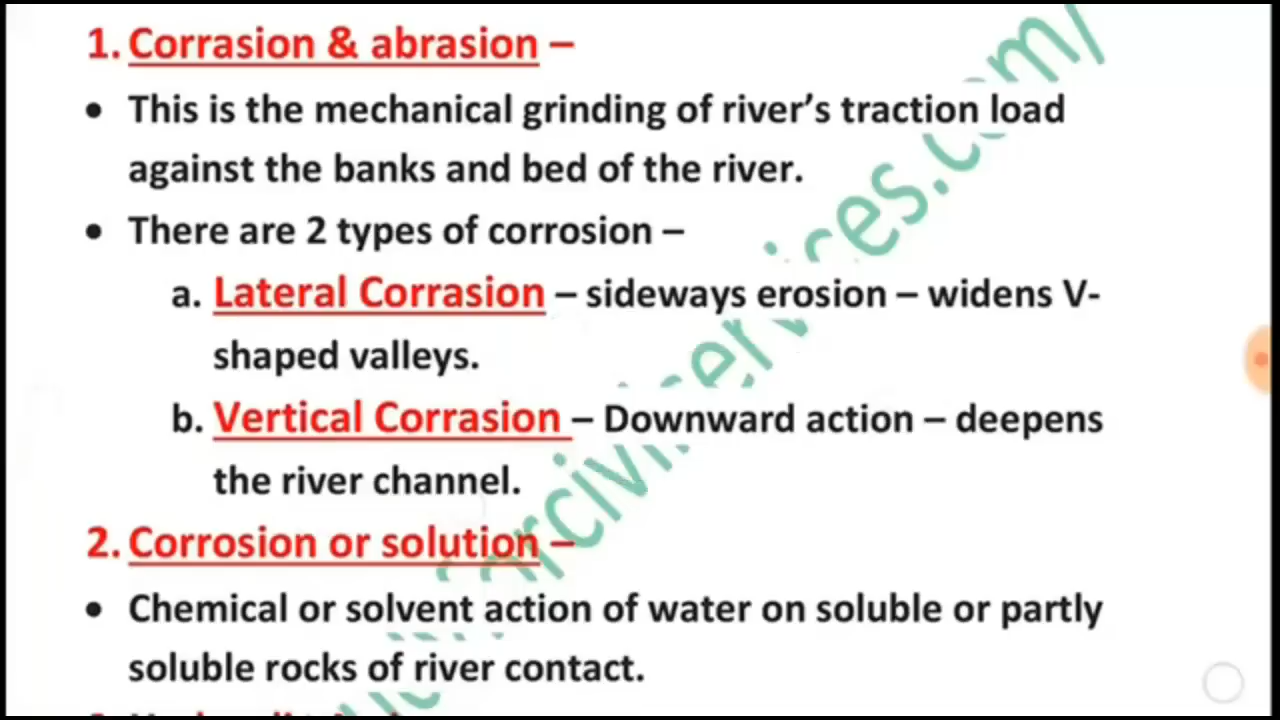 1. Corrasion & abrasion –
• This is the mechanical grinding of river’s traction load
against the banks and bed of the river.
• There are 2 types of corrosion –
a. Lateral Corrasion – sideways erosion – widens V-
shaped valleys.
b. Vertical Corrasion – Downward action – deepens
the river channel.
2. Corrosion or solution –
• Chemical or solvent action of water on soluble or partly
soluble rocks of river contact.